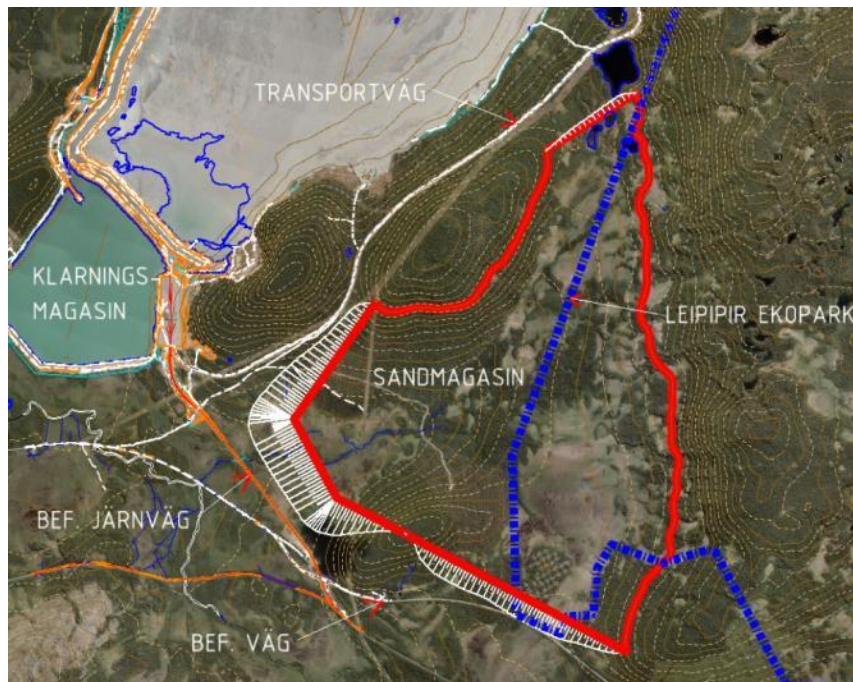 TRANSPORTVÄG
KLARNINGS
MAGASIN
LEIPIPIR EKOPARK
SANDMAGASIN
BEF. JÄRNVÄG
BEF. VÄG